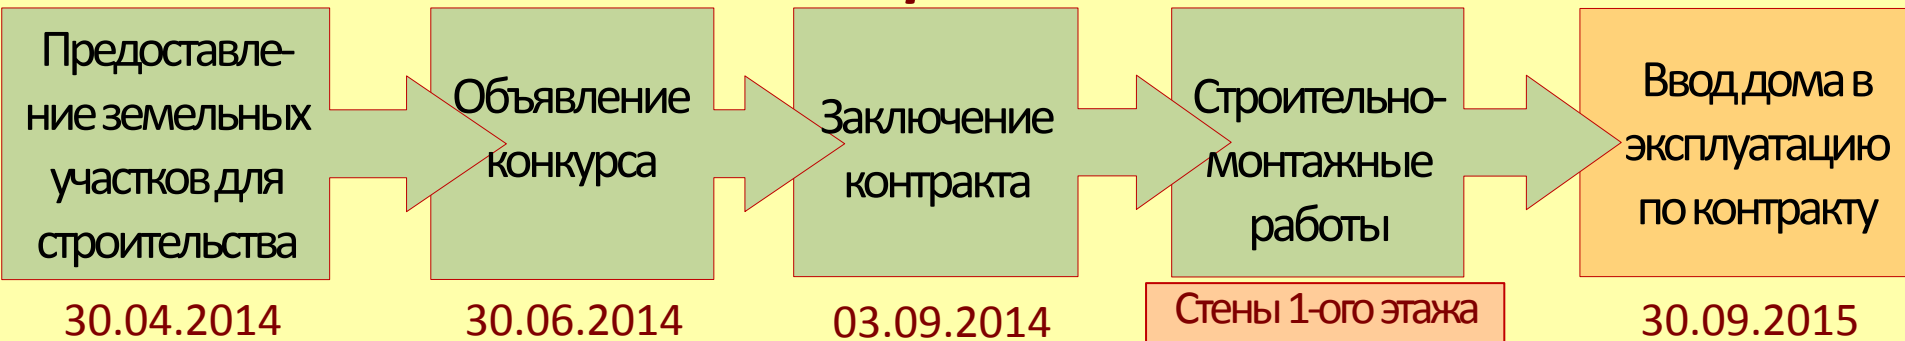 Предоставле-
ние земельных
участков для
строительства
30.04.2014
Объявление
конкурса
30.06.2014
Заключение
контракта
03.09.2014
Строительно-
монтажные
работы
Стены 1-ого этажа
Ввод дома в
эксплуатацию
по контракту
30.09.2015